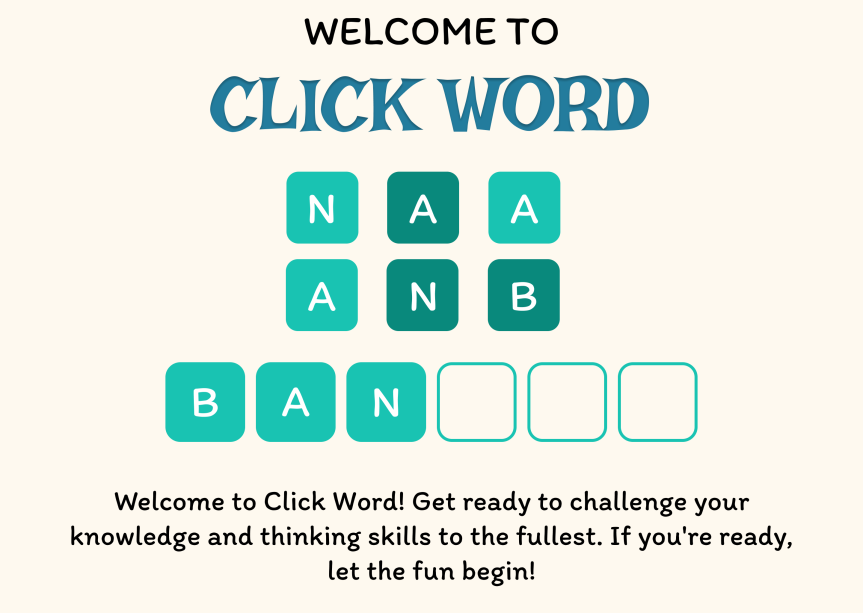 WELCOME TO
CLICK WORD
N A A
A N B
B A N
Welcome to Click Word! Get ready to challenge your
knowledge and thinking skills to the fullest. If you're ready,
let the fun begin!